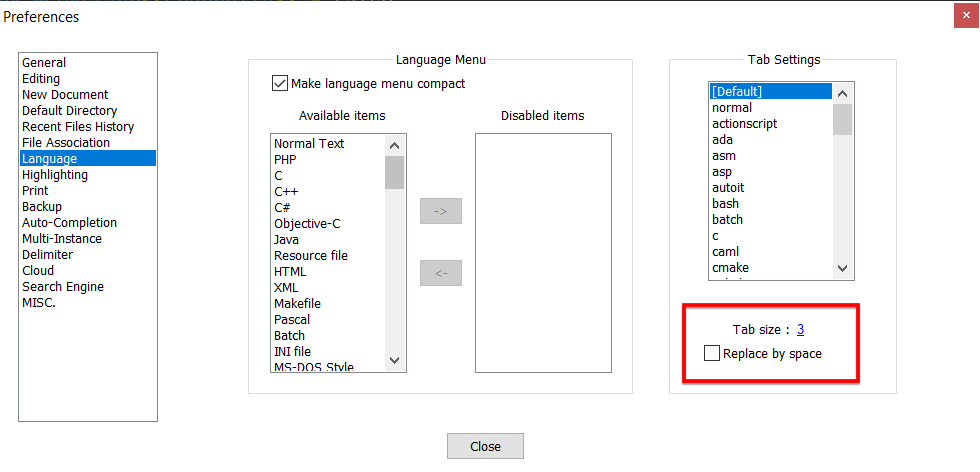 Preferences
General
Editing
New Document
Default Directory
Recent Files History
File Association
Language
Highlighting
Print
Backup
Auto-Completion
Multi-Instance
Delimiter
Cloud
Search Engine
MISC.
Language Menu
Make language menu compact
Available items
Normal Text
PHP
C
C++
C#
Objective-C
Java
Resource file
HTML
XML
Makefile
Pascal
Batch
INI file
MS-DOS Style
->
<-
Disabled items
Tab Settings
[Default]
normal
actionscript
ada
asm
asp
autoit
bash
batch
c
caml
cmake
Tab size : 3
Replace by space
Close